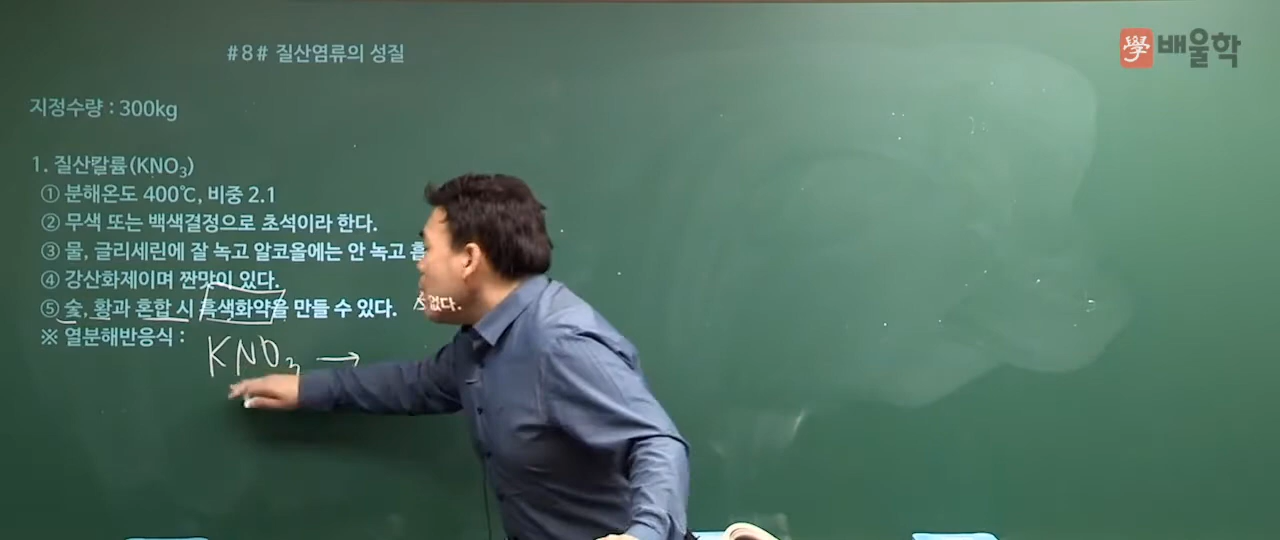 #8# 질산염류의 성질
學 배울학
지정수량 : 300kg
1. 질산칼륨(KNO₃)
① 분해온도 400℃, 비중 2.1
② 무색 또는 백색결정으로 초석이라 한다.
③ 물, 글리세린에 잘 녹고 알코올에는 안 녹고
④ 강산화제이며 짠맛이 있다.
⑤ 숯, 황과 혼합 시 흑색화약을 만들 수 있다. 없다.
※ 열분해반응식 :
KNO₃ →